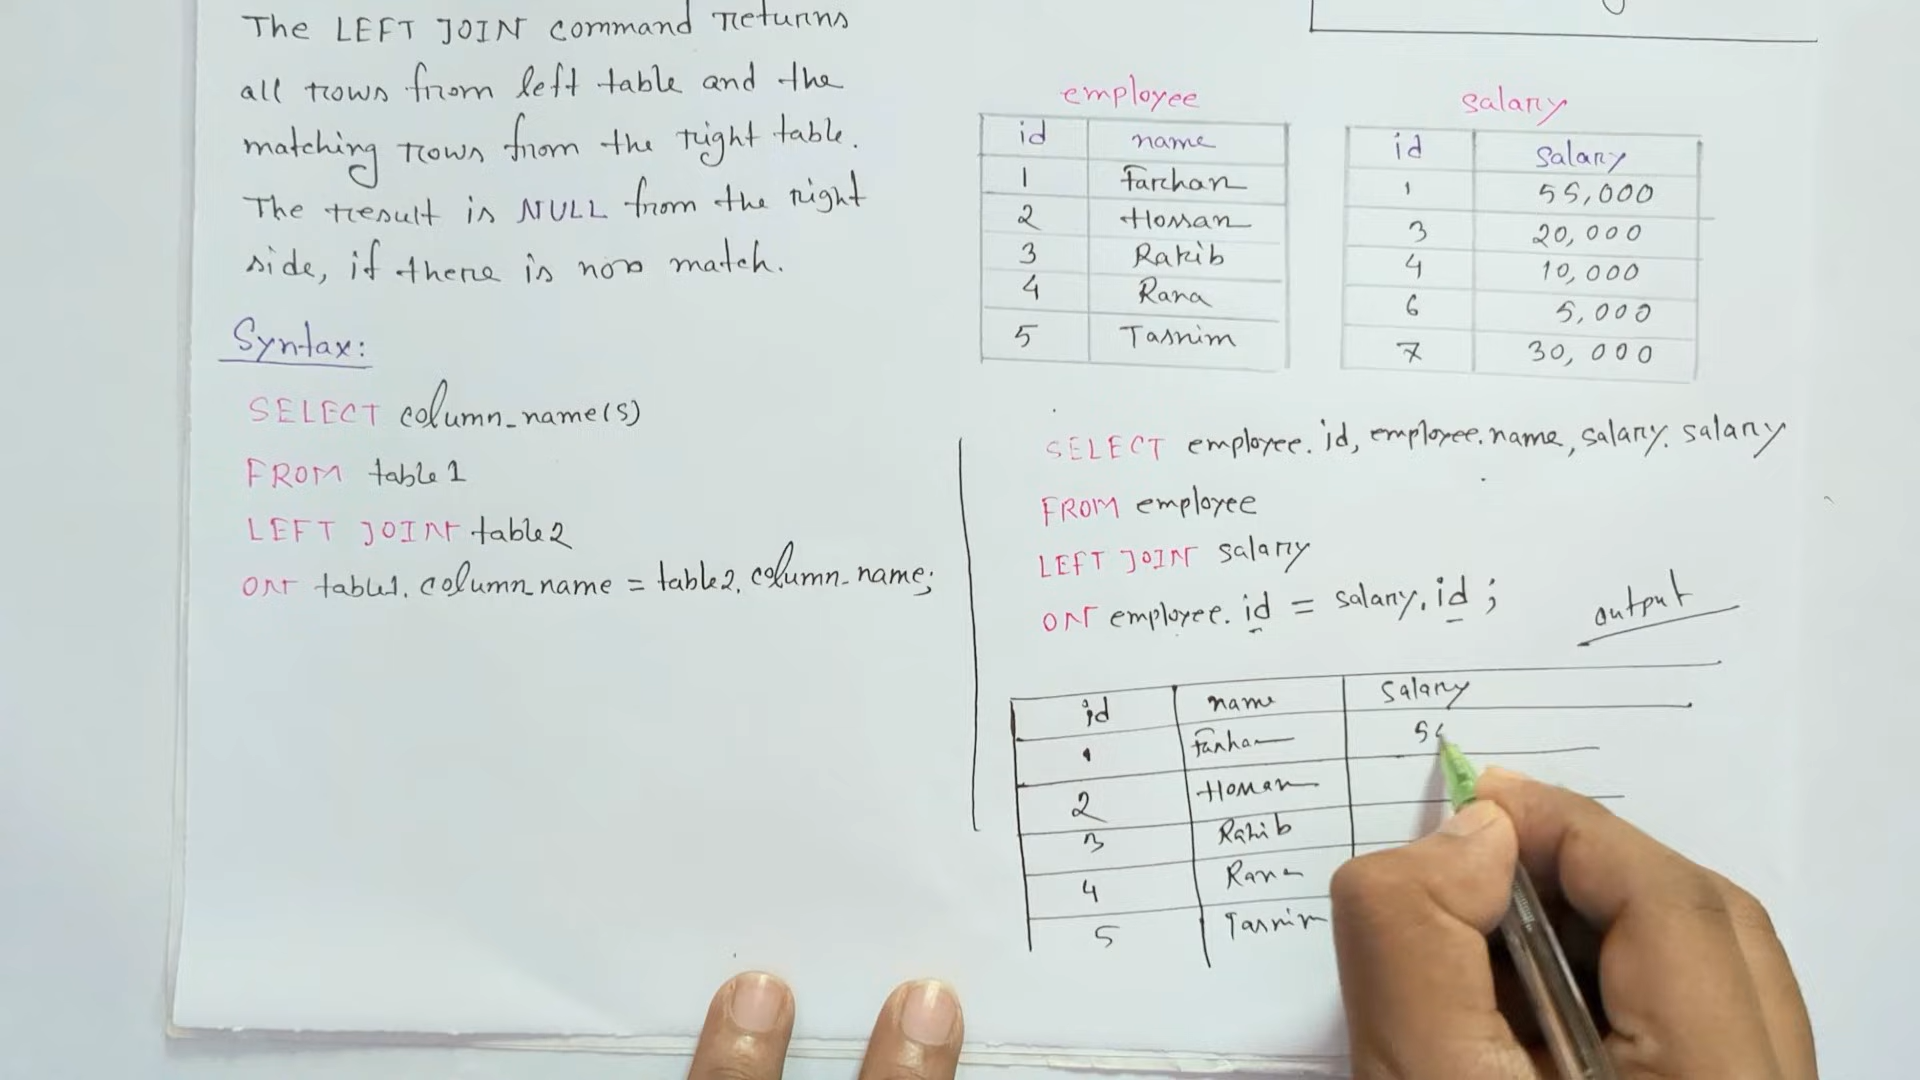 The LEFT JOIN command returns
all rows from left table and the
matching rows from the right table.
The result is NULL from the right
side, if there is non match.
Syntax:
SELECT column_name(s)
FROM table1
LEFT JOIN table2
ON table1.column_name = table2.column_name;
employee
id name
1 Farhan
2 Hossan
3 Rakib
4 Rana
5 Tasnim
salary
id salary
1 55,000
3 20,000
4 10,000
6 5,000
7 30,000
SELECT employee.id, employee.name, salary.salary
FROM employee
LEFT JOIN salary
ON employee.id = salary.id;
output
id name salary
1 Farhan
2 Hossan
3 Rakib
4 Rana
5 Tasnim